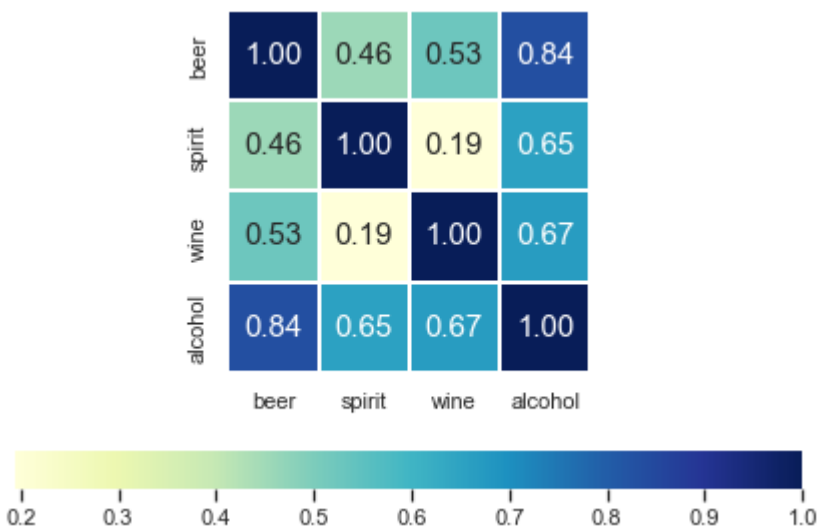 beer 1.00 0.46 0.53 0.84
spirit 0.46 1.00 0.19 0.65
wine 0.53 0.19 1.00 0.67
alcohol 0.84 0.65 0.67 1.00
beer spirit wine alcohol
0.2 0.3 0.4 0.5 0.6 0.7 0.8 0.9 1.0